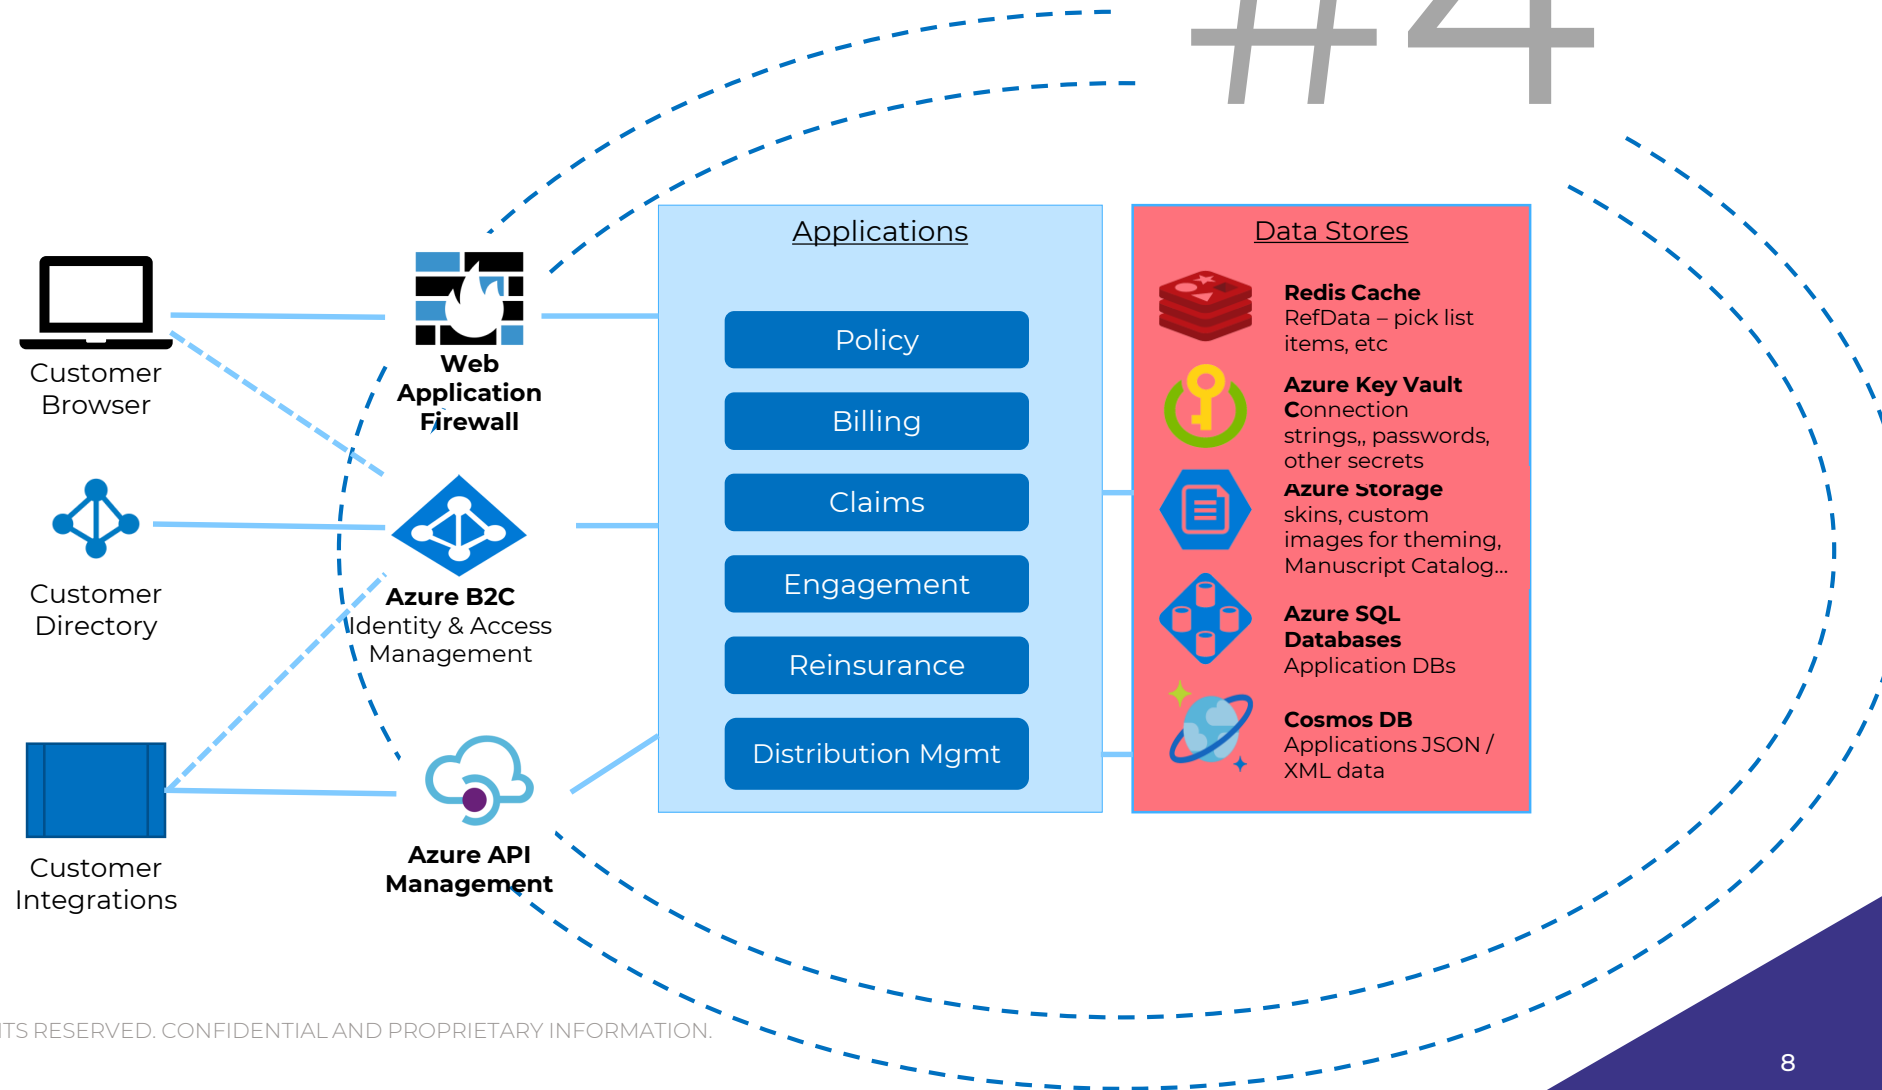 #4
Applications
Data Stores
Customer
Browser
Web
Application
Firewall
Policy
Billing
Claims
Engagement
Reinsurance
Distribution Mgmt
Redis Cache
RefData – pick list
items, etc
Azure Key Vault
Connection
strings,, passwords,
other secrets
Azure Storage
skins, custom
images for theming,
Manuscript Catalog...
Azure SQL
Databases
Application DBs
Cosmos DB
Applications JSON /
XML data
Customer
Directory
Azure B2C
Identity & Access
Management
Customer
Integrations
Azure API
Management
TS RESERVED. CONFIDENTIAL AND PROPRIETARY INFORMATION.
8